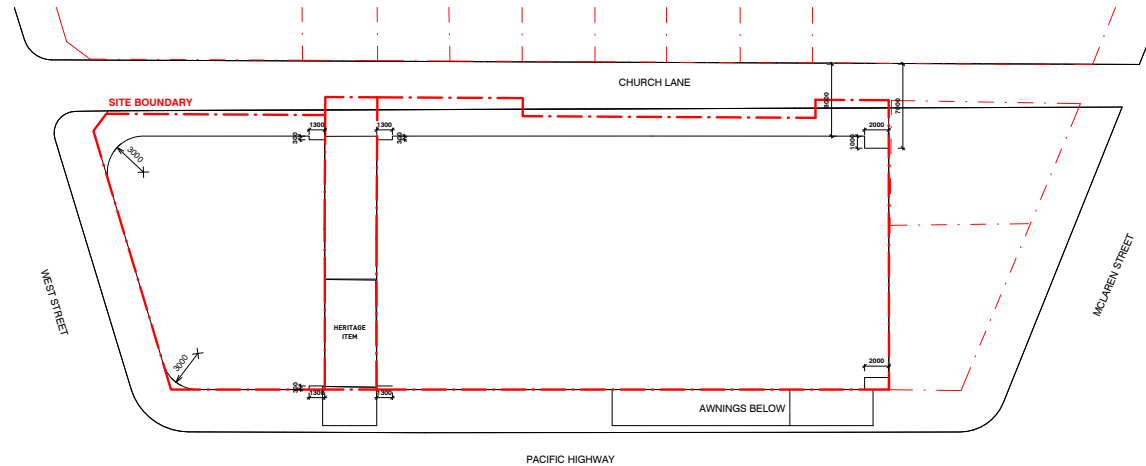 CHURCH LANE
6000
7000
SITE BOUNDARY
1300
1300
2000
300
300
1000
3000
WEST STREET
MCLAREN STREET
HERITAGE
ITEM
3000
2000
300
1300
1300
AWNINGS BELOW
PACIFIC HIGHWAY